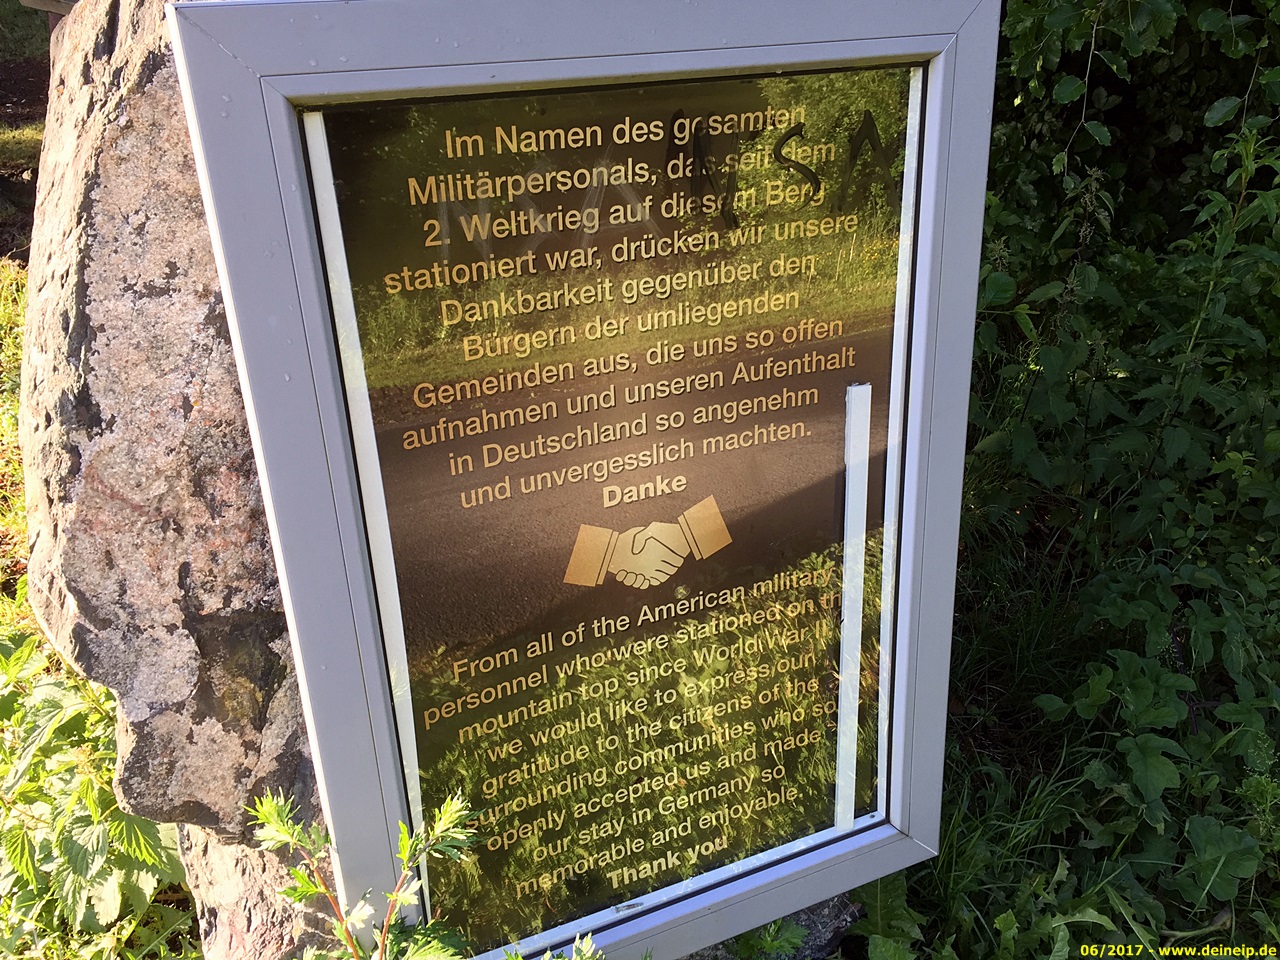 Im Namen des gesamten
Militärpersonals, das seit dem
2. Weltkrieg auf diesem Berg
stationiert war, drücken wir unsere
Dankbarkeit gegenüber den
Bürgern der umliegenden
Gemeinden aus, die uns so offen
aufnahmen und unseren Aufenthalt
in Deutschland so angenehm
und unvergesslich machten.
Danke
From all of the American military
personnel who were stationed on th
mountain top since World War II
we would like to express our
gratitude to the citizens of the
surrounding communities who so
openly accepted us and made
our stay in Germany so
memorable and enjoyable.
Thank you
06/2017 - www.deineip.de